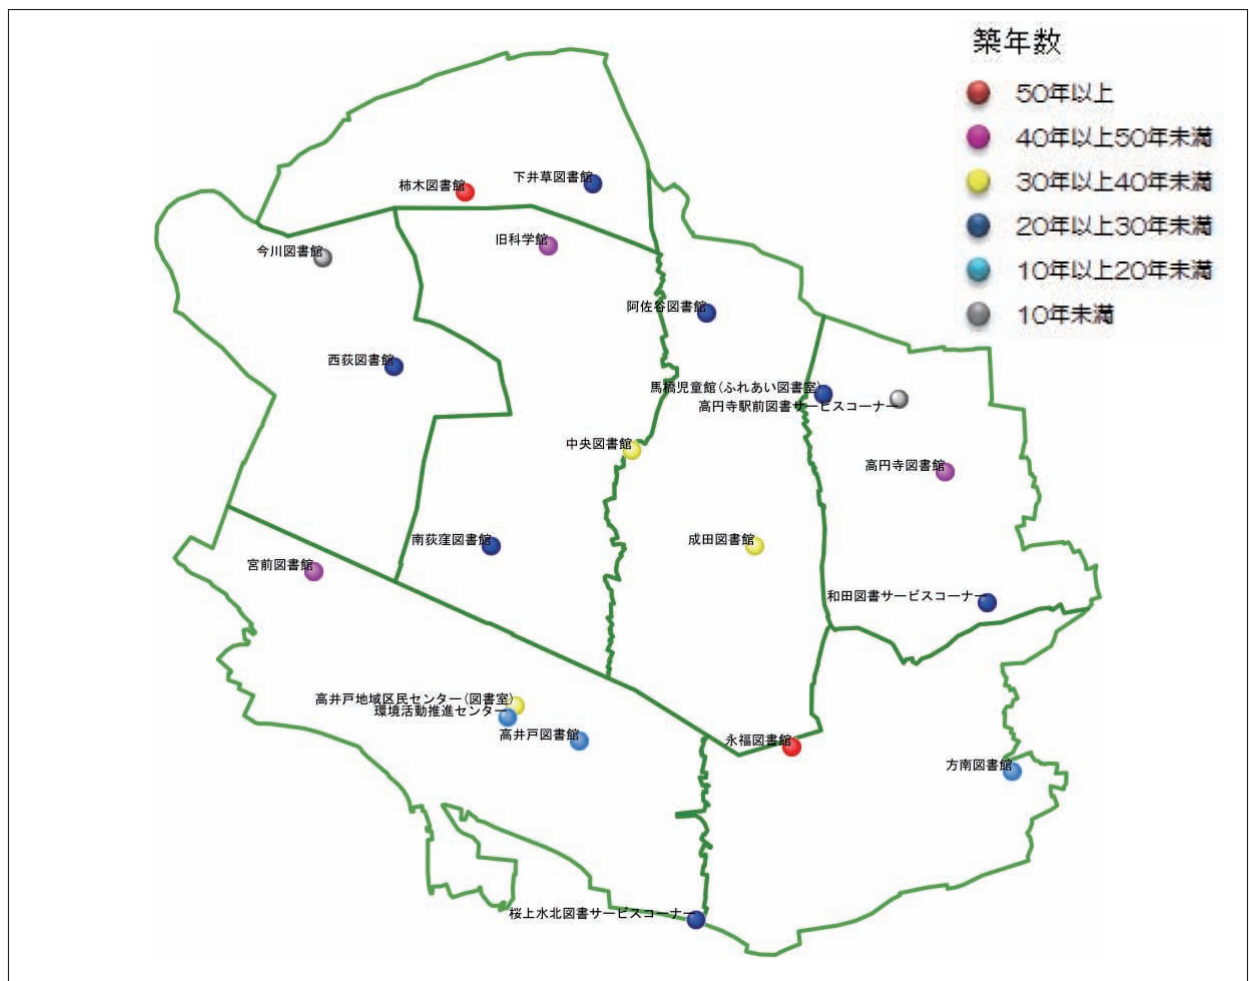 築年数
50年以上
40年以上50年未満
30年以上40年未満
20年以上30年未満
10年以上20年未満
10年未満
柿木図書館
下井草図書館
旧科学館
今川図書館
阿佐谷図書館
西荻図書館
馬橋児童館(ふれあい図書室)
高円寺駅前図書サービスコーナー
中央図書館
高円寺図書館
南荻窪図書館
成田図書館
宮前図書館
和田図書サービスコーナー
高井戸地域区民センター(図書室)
環境活動推進センター
高井戸図書館
永福図書館
方南図書館
桜上水北図書サービスコーナー